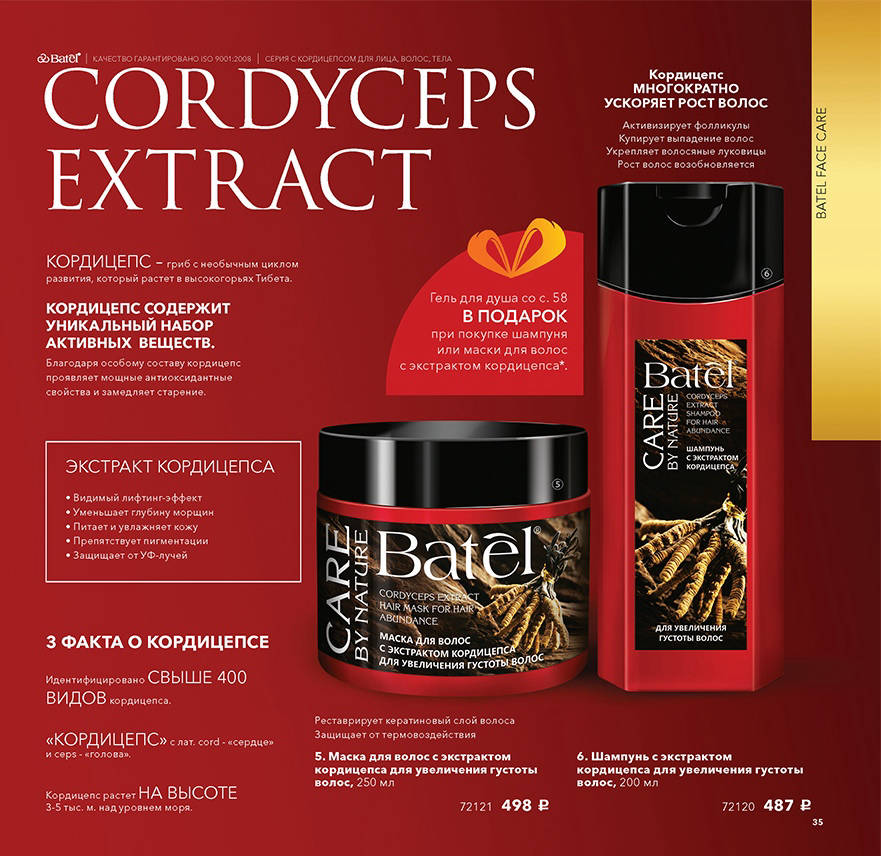 Batel® | КАЧЕСТВО ГАРАНТИРОВАНО ISO 9001:2008 | СЕРИЯ С КОРДИЦЕПСОМ ДЛЯ ЛИЦА, ВОЛОС, ТЕЛА
CORDYCEPS
EXTRACT
КОРДИЦЕПС – гриб с необычным циклом
развития, который растет в высокогорьях Тибета.
КОРДИЦЕПС СОДЕРЖИТ
УНИКАЛЬНЫЙ НАБОР
АКТИВНЫХ ВЕЩЕСТВ.
Благодаря особому составу кордицепс
проявляет мощные антиоксидантные
свойства и замедляет старение.
ЭКСТРАКТ КОРДИЦЕПСА
• Видимый лифтинг-эффект
• Уменьшает глубину морщин
• Питает и увлажняет кожу
• Препятствует пигментации
• Защищает от УФ-лучей
3 ФАКТА О КОРДИЦЕПСЕ
Идентифицировано СВЫШЕ 400
ВИДОВ кордицепса.
«КОРДИЦЕПС» с лат. cord - «сердце»
и ceps - «голова».
Кордицепс растет НА ВЫСОТЕ
3-5 тыс. м. над уровнем моря.
Гель для душа со с. 58
В ПОДАРОК
при покупке шампуня
или маски для волос
с экстрактом кордицепса*.
Кордицепс
МНОГОКРАТНО
УСКОРЯЕТ РОСТ ВОЛОС
Активизирует фолликулы
Купирует выпадение волос
Укрепляет волосяные луковицы
Рост волос возобновляется
BATEL FACE CARE
5
CARE
BY NATURE
Batēl®
CORDYCEPS EXTRACT
HAIR MASK FOR HAIR
ABUNDANCE
МАСКА ДЛЯ ВОЛОС
С ЭКСТРАКТОМ КОРДИЦЕПСА
ДЛЯ УВЕЛИЧЕНИЯ ГУСТОТЫ ВОЛОС
6
CARE
BY NATURE
Batēl
CORDYCEPS
EXTRACT
SHAMPOO
FOR HAIR
ABUNDANCE
ШАМПУНЬ
С ЭКСТРАКТОМ
КОРДИЦЕПСА
ДЛЯ УВЕЛИЧЕНИЯ
ГУСТОТЫ ВОЛОС
Реставрирует кератиновый слой волоса
Защищает от термовоздействия
5. Маска для волос с экстрактом
кордицепса для увеличения густоты
волос, 250 мл
72121 498 ₽
6. Шампунь с экстрактом
кордицепса для увеличения густоты
волос, 200 мл
72120 487 ₽
35